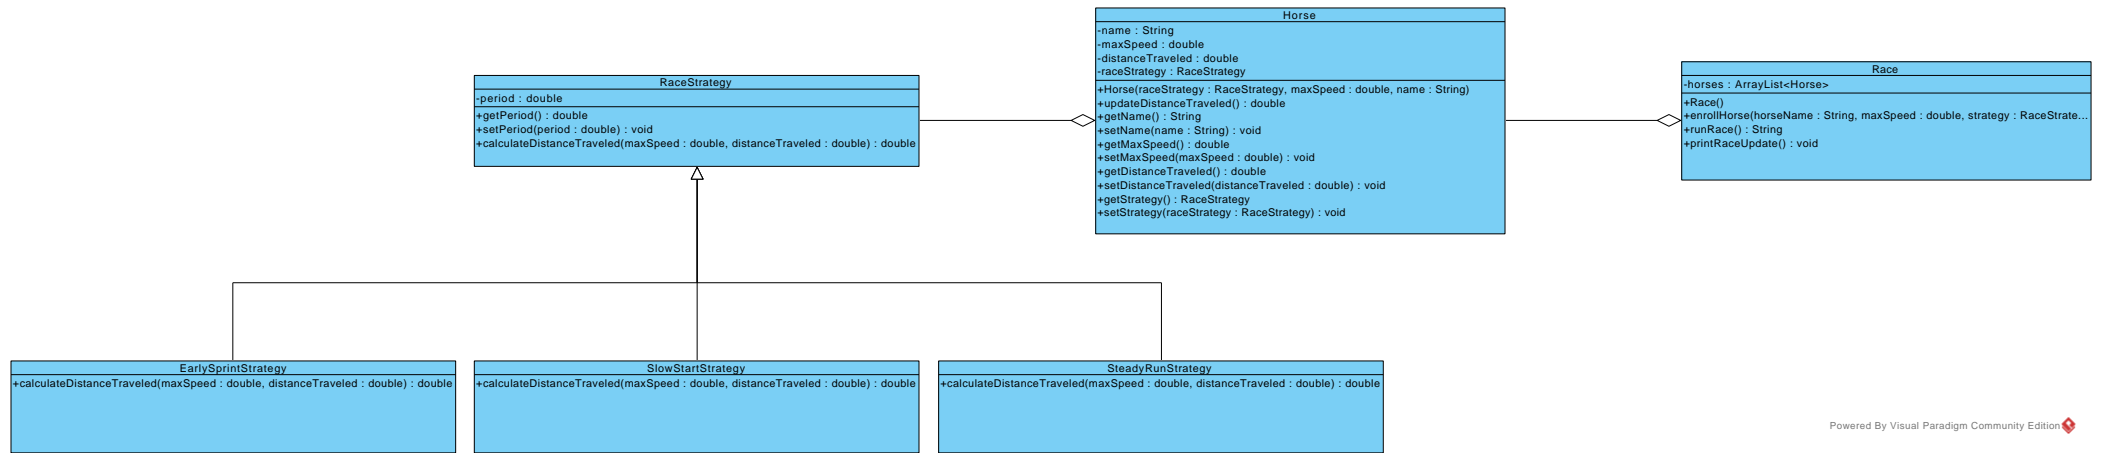 Horse
-name : String
-maxSpeed : double
-distanceTraveled : double
-raceStrategy : RaceStrategy
+Horse(raceStrategy : RaceStrategy, maxSpeed : double, name : String)
+updateDistanceTraveled() : double
+getName() : String
+setName(name : String) : void
+getMaxSpeed() : double
+setMaxSpeed(maxSpeed : double) : void
+getDistanceTraveled() : double
+setDistanceTraveled(distanceTraveled : double) : void
+getStrategy() : RaceStrategy
+setStrategy(raceStrategy : RaceStrategy) : void
Race
-horses : ArrayList<Horse>
+Race()
+enrollHorse(horseName : String, maxSpeed : double, strategy : RaceStrate...
+runRace() : String
+printRaceUpdate() : void
RaceStrategy
-period : double
+getPeriod() : double
+setPeriod(period : double) : void
+calculateDistanceTraveled(maxSpeed : double, distanceTraveled : double) : double
EarlySprintStrategy
+calculateDistanceTraveled(maxSpeed : double, distanceTraveled : double) : double
SlowStartStrategy
+calculateDistanceTraveled(maxSpeed : double, distanceTraveled : double) : double
SteadyRunStrategy
+calculateDistanceTraveled(maxSpeed : double, distanceTraveled : double) : double
Powered By Visual Paradigm Community Edition